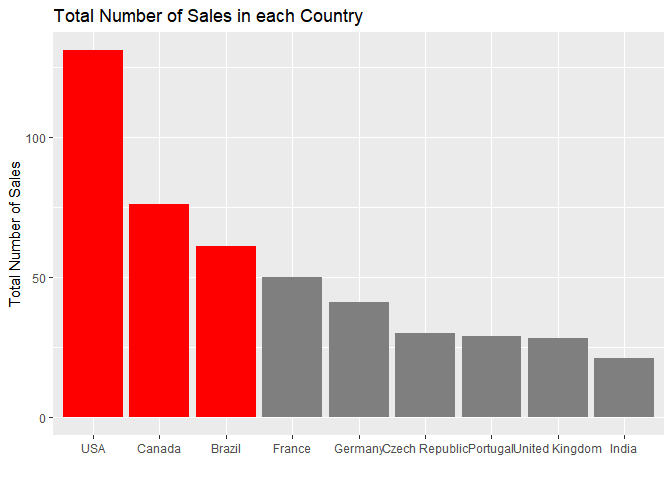 Total Number of Sales in each Country
Total Number of Sales
100
50
0
USA Canada Brazil France Germany Czech Republic Portugal United Kingdom India